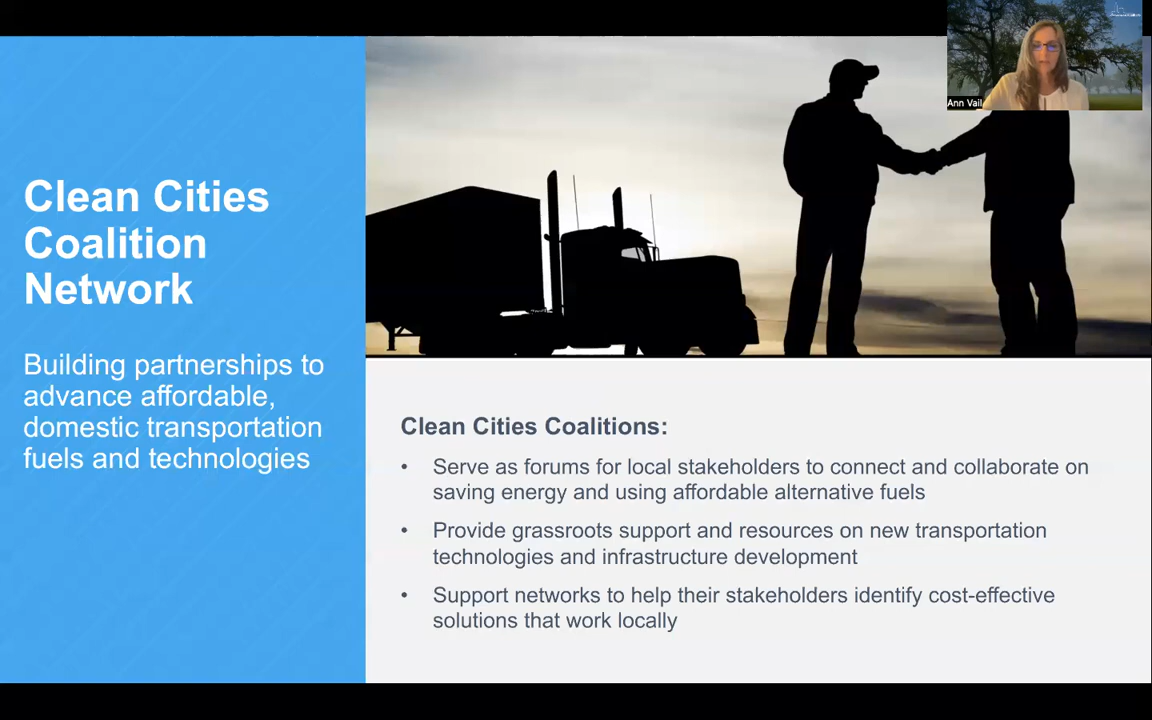 Clean Cities
Coalition
Network
Building partnerships to
advance affordable,
domestic transportation
fuels and technologies
Ann Vail
Clean Cities Coalitions:
• Serve as forums for local stakeholders to connect and collaborate on
saving energy and using affordable alternative fuels
• Provide grassroots support and resources on new transportation
technologies and infrastructure development
• Support networks to help their stakeholders identify cost-effective
solutions that work locally